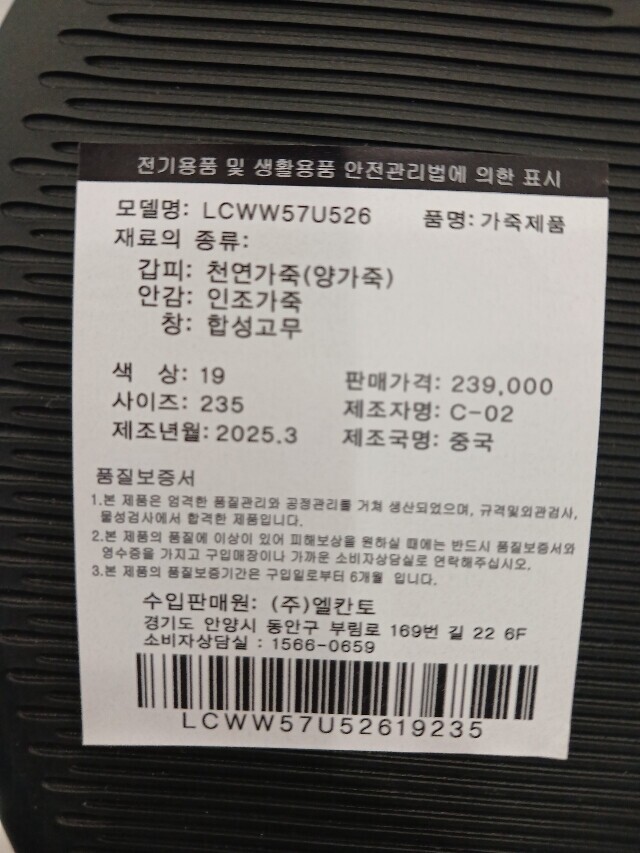 전기용품 및 생활용품 안전관리법에 의한 표시
모델명: LCWW57U526 품명: 가죽제품
재료의 종류:
갑피: 천연가죽(양가죽)
안감: 인조가죽
창: 합성고무
색 상: 19 판매가격: 239,000
사이즈: 235 제조자명: C-02
제조년월: 2025.3 제조국명: 중국
품질보증서
1.본 제품은 엄격한 품질관리와 공정관리를 거쳐 생산되었으며, 규격및외관검사,
물성검사에서 합격한 제품입니다.
2.본 제품의 품질에 이상이 있어 피해보상을 원하실 때에는 반드시 품질보증서와
영수증을 가지고 구입매장이나 가까운 소비자상담실로 연락해주십시오.
3.본 제품의 품질보증기간은 구입일로부터 6개월 입니다.
수입판매원: (주)엘칸토
경기도 안양시 동안구 부림로 169번 길 22 6F
소비자상담실 : 1566-0659
LCWW57U52619235